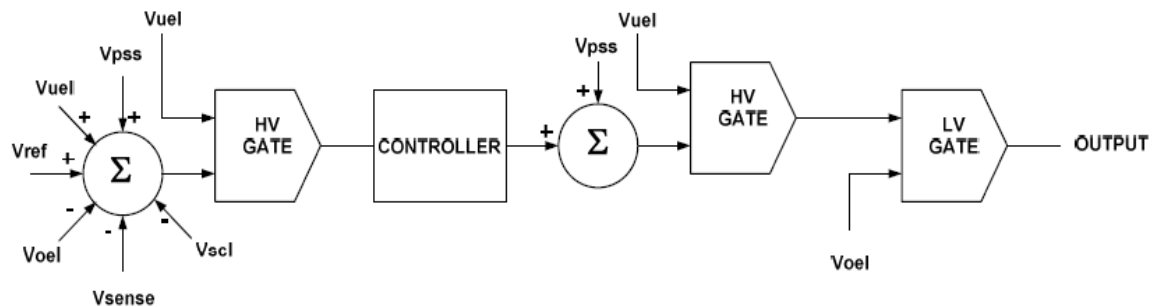 Vuel
Vpss
Vuel
+
+
Vref
+
Σ
-
-
-
Voel
Vscl
Vsense
HV
GATE
CONTROLLER
Vuel
Vpss
+
+
Σ
HV
GATE
LV
GATE
OUTPUT
Voel